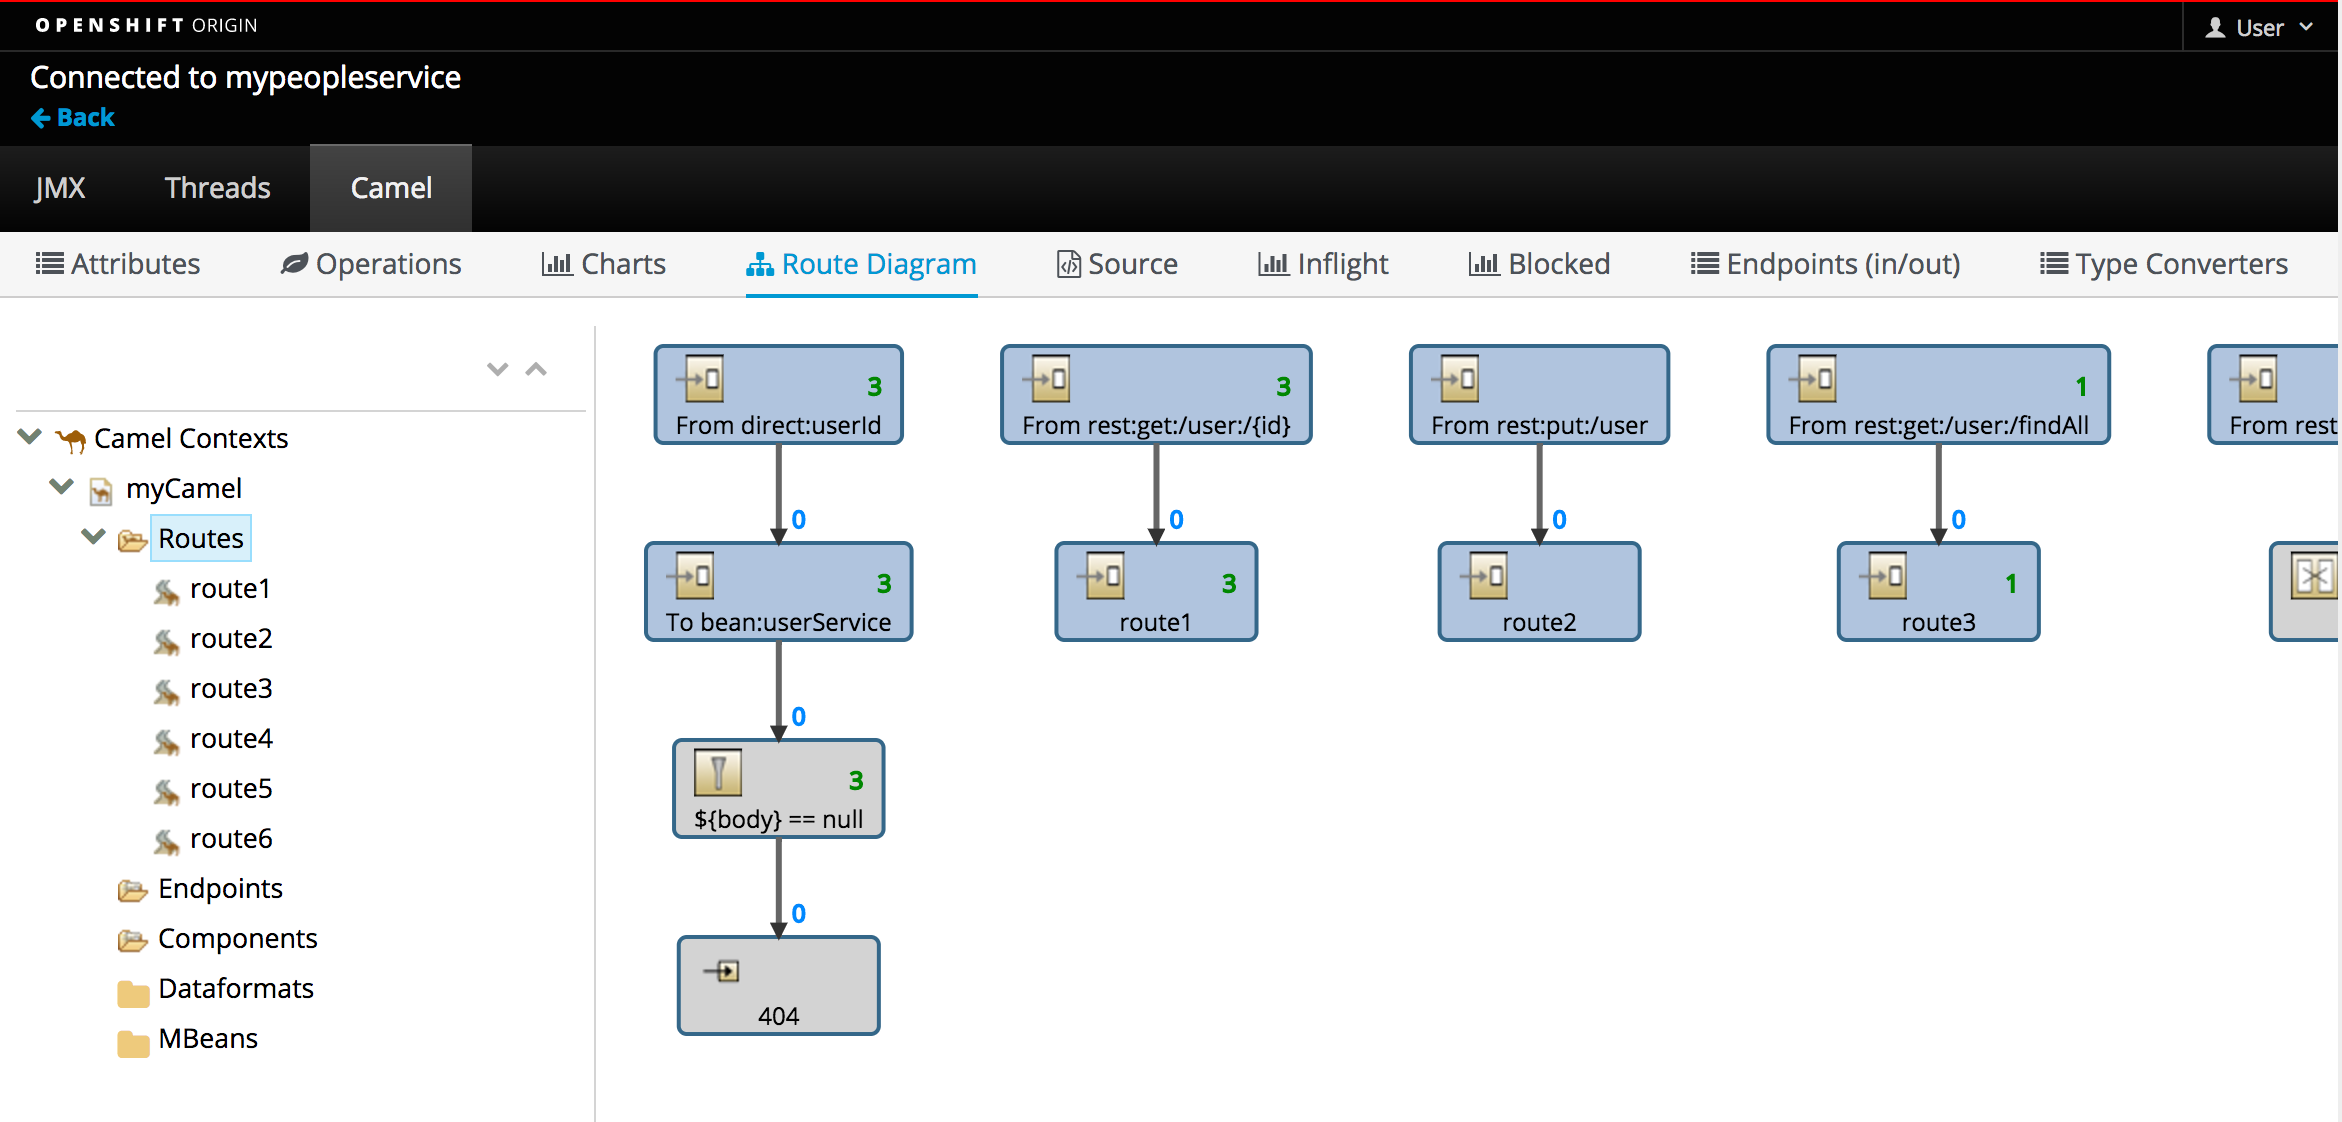 OPENSHIFT ORIGIN
User
Connected to mypeopleservice
Back
JMX Threads Camel
Attributes Operations Charts Route Diagram Source Inflight Blocked Endpoints (in/out) Type Converters
Camel Contexts
myCamel
Routes
route1
route2
route3
route4
route5
route6
Endpoints
Components
Dataformats
MBeans
3
From direct:userId
0
3
To bean:userService
0
3
${body} == null
0
404
3
From rest:get:/user:/{id}
0
3
route1
From rest:put:/user
0
route2
1
From rest:get:/user:/findAll
0
1
route3
From rest